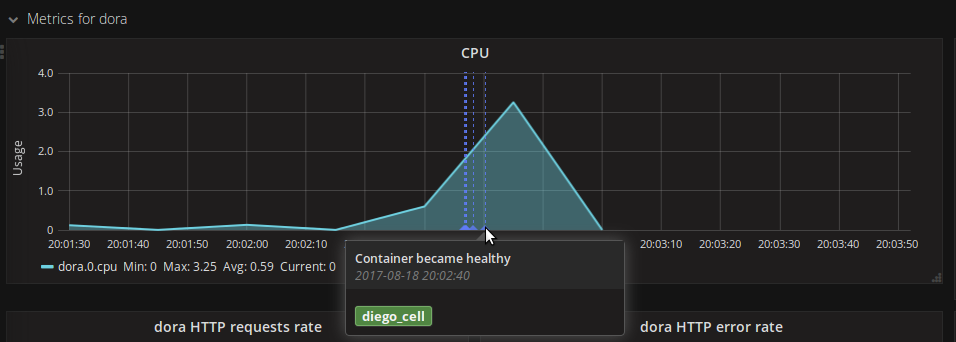 Metrics for dora
CPU
4.0
3.0
2.0
1.0
0
Usage
20:01:30 20:01:40 20:01:50 20:02:00 20:02:10 20:03:10 20:03:20 20:03:30 20:03:40 20:03:50
dora.0.cpu Min: 0 Max: 3.25 Avg: 0.59 Current: 0
Container became healthy
2017-08-18 20:02:40
diego_cell
dora HTTP requests rate
dora HTTP error rate